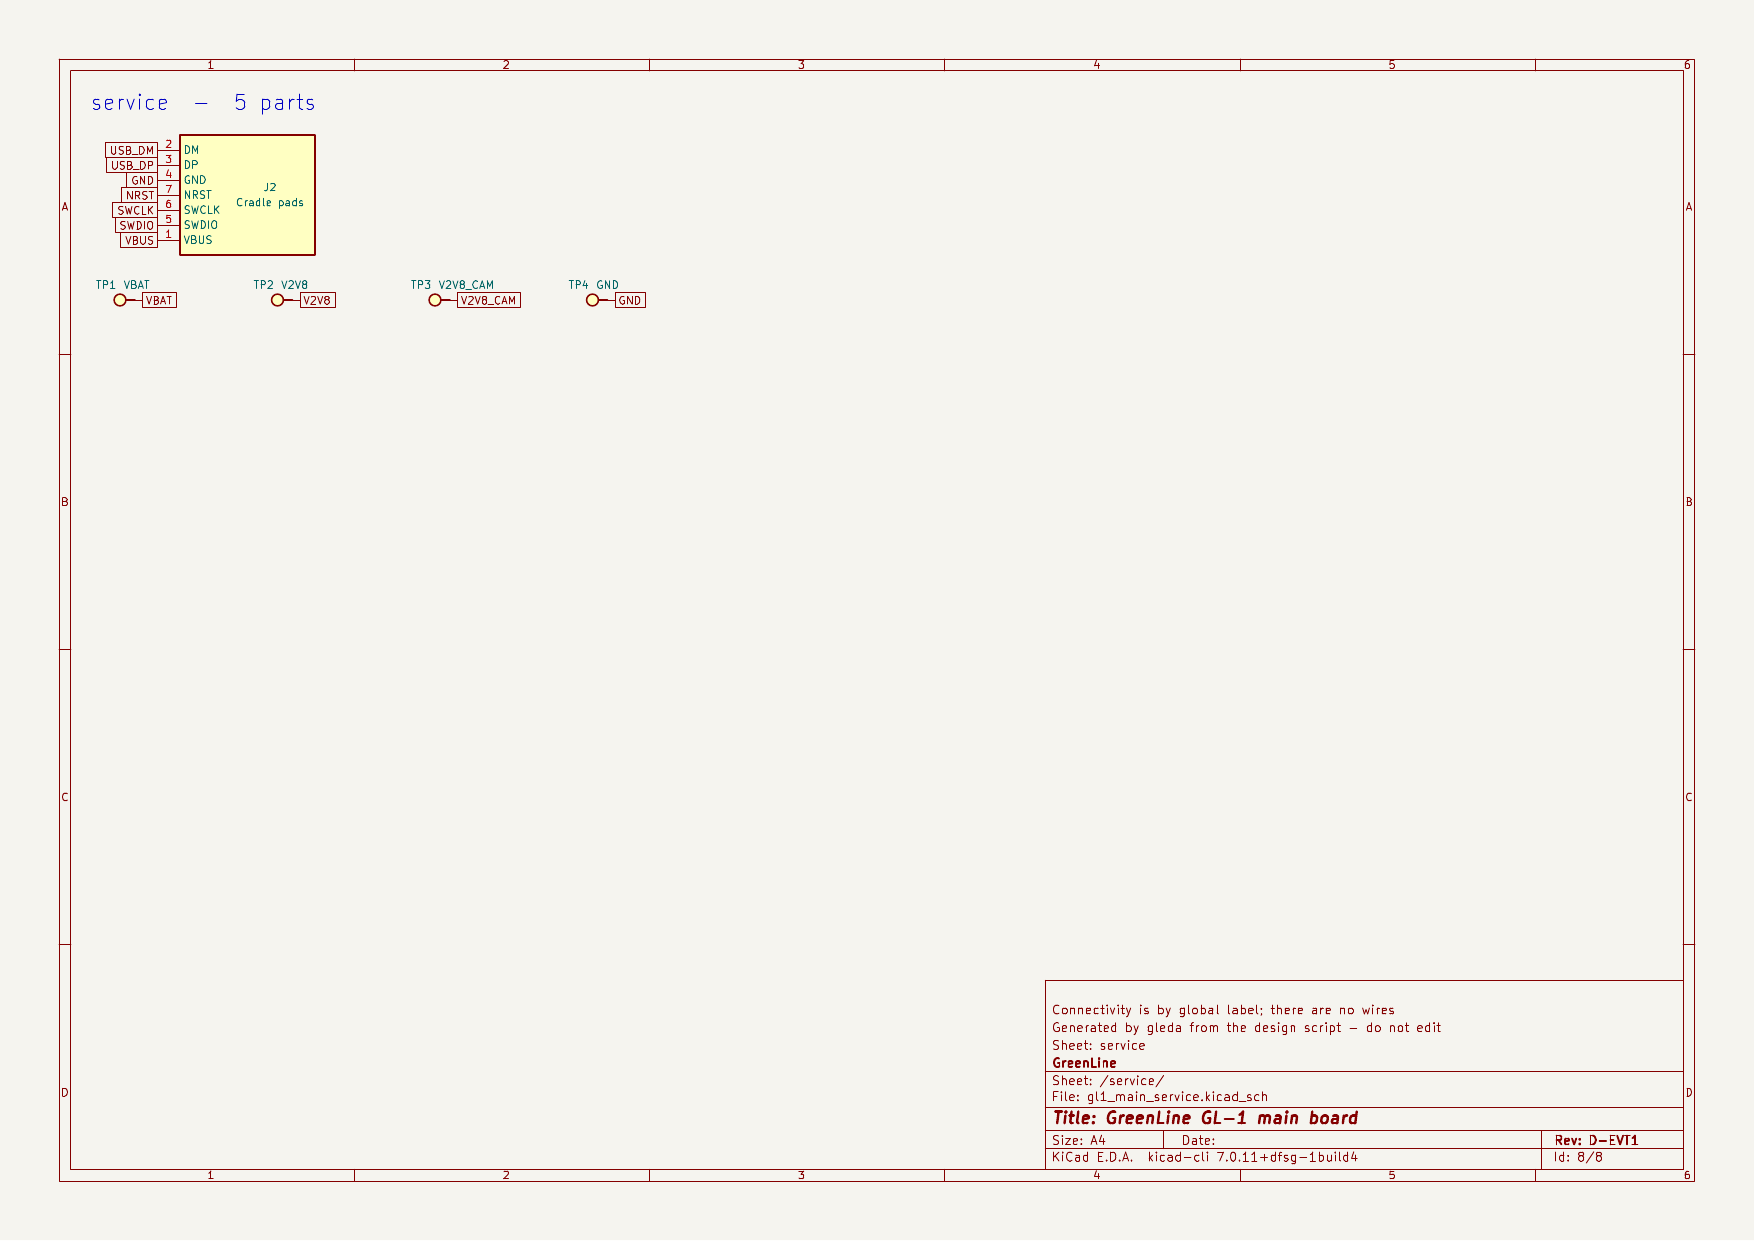 1 2 3 4 5 6
service – 5 parts
USB_DM 2 DM
USB_DP 3 DP
GND 4 GND
NRST 7 NRST
SWCLK 6 SWCLK
SWDIO 5 SWDIO
VBUS 1 VBUS
J2
Cradle pads
A A
TP1 VBAT TP2 V2V8 TP3 V2V8_CAM TP4 GND
VBAT V2V8 V2V8_CAM GND
B B
C C
Connectivity is by global label; there are no wires
Generated by gleda from the design script – do not edit
Sheet: service
GreenLine
Sheet: /service/
File: gl1_main_service.kicad_sch
D D
Title: GreenLine GL-1 main board
Size: A4 Date: Rev: D-EVT1
KiCad E.D.A. kicad-cli 7.0.11+dfsg-1build4 Id: 8/8
1 2 3 4 5 6